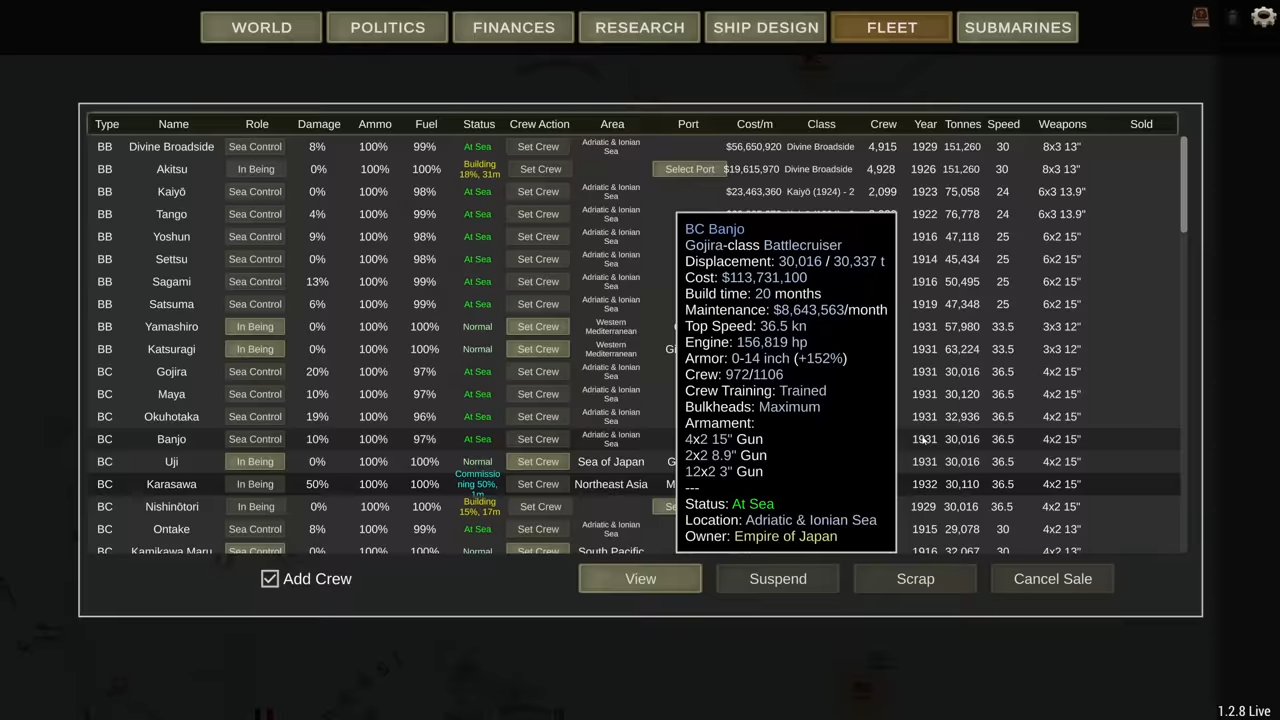 WORLD POLITICS FINANCES RESEARCH SHIP DESIGN FLEET SUBMARINES
Type Name Role Damage Ammo Fuel Status Crew Action Area Port Cost/m Class Crew Year Tonnes Speed Weapons Sold
BB Divine Broadside Sea Control 8% 100% 99% At Sea Set Crew Adriatic & Ionian Sea $56,650,920 Divine Broadside 4,915 1929 151,260 30 8x3 13"
BB Akitsu In Being 0% 100% 100% Building 18%, 31m Set Crew Select Port $19,615,970 Divine Broadside 4,928 1926 151,260 30 8x3 13"
BB Kaiyō Sea Control 0% 100% 98% At Sea Set Crew Adriatic & Ionian Sea $23,463,360 Kaiyō (1924) - 2 2,099 1923 75,058 24 6x3 13.9"
BB Tango Sea Control 4% 100% 99% At Sea Set Crew Adriatic & Ionian Sea 1922 76,778 24 6x3 13.9"
BB Yoshun Sea Control 9% 100% 98% At Sea Set Crew Adriatic & Ionian Sea 1916 47,118 25 6x2 15"
BB Settsu Sea Control 0% 100% 98% At Sea Set Crew Adriatic & Ionian Sea 1914 45,434 25 6x2 15"
BB Sagami Sea Control 13% 100% 99% At Sea Set Crew Adriatic & Ionian Sea 1916 50,495 25 6x2 15"
BB Satsuma Sea Control 6% 100% 99% At Sea Set Crew Adriatic & Ionian Sea 1919 47,348 25 6x2 15"
BB Yamashiro In Being 0% 100% 100% Normal Set Crew Western Mediterranean 1931 57,980 33.5 3x3 12"
BB Katsuragi In Being 0% 100% 100% Normal Set Crew Western Mediterranean Gi 1931 63,224 33.5 3x3 12"
BC Gojira Sea Control 20% 100% 97% At Sea Set Crew Adriatic & Ionian Sea 1931 30,120 36.5 4x2 15"
BC Maya Sea Control 10% 100% 97% At Sea Set Crew Adriatic & Ionian Sea 1931 30,120 36.5 4x2 15"
BC Okuhotaka Sea Control 19% 100% 96% At Sea Set Crew Adriatic & Ionian Sea 1931 32,936 36.5 4x2 15"
BC Banjo Sea Control 10% 100% 97% At Sea Set Crew Adriatic & Ionian Sea 1931 30,016 36.5 4x2 15"
BC Uji In Being 0% 100% 100% Normal Set Crew Sea of Japan G 1931 30,016 36.5 4x2 15"
BC Karasawa In Being 50% 100% 100% Commissioning 50%, 1m Set Crew Northeast Asia M 1932 30,110 36.5 4x2 15"
BC Nishinōtori In Being 0% 100% 100% Building 15%, 17m Set Crew Se 1929 30,016 36.5 4x2 15"
BC Ontake Sea Control 8% 100% 99% At Sea Set Crew Adriatic & Ionian Sea 1915 29,078 30 4x2 13"
BC Kamikawa Maru Sea Control 0% 100% 100% Normal Set Crew South Pacific 1916 32,067 30 4x2 13"
BC Banjo
Gojira-class Battlecruiser
Displacement: 30,016 / 30,337 t
Cost: $113,731,100
Build time: 20 months
Maintenance: $8,643,563/month
Top Speed: 36.5 kn
Engine: 156,819 hp
Armor: 0-14 inch (+152%)
Crew: 972/1106
Crew Training: Trained
Bulkheads: Maximum
Armament:
4x2 15" Gun
2x2 8.9" Gun
12x2 3" Gun
---
Status: At Sea
Location: Adriatic & Ionian Sea
Owner: Empire of Japan
Add Crew View Suspend Scrap Cancel Sale
1.2.8 Live